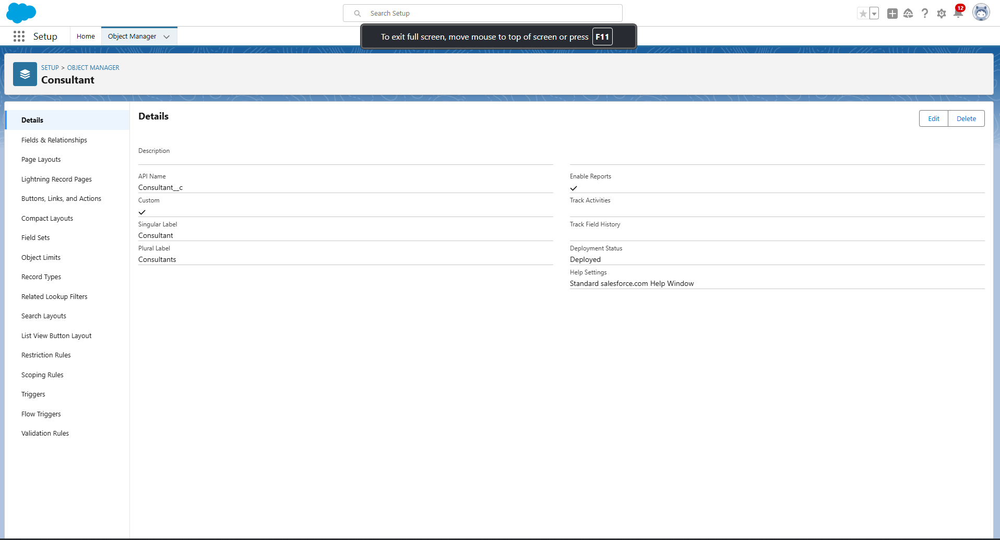 Search Setup
12
Setup
Home
Object Manager
To exit full screen, move mouse to top of screen or press F11
SETUP > OBJECT MANAGER
Consultant
Details
Fields & Relationships
Page Layouts
Lightning Record Pages
Buttons, Links, and Actions
Compact Layouts
Field Sets
Object Limits
Record Types
Related Lookup Filters
Search Layouts
List View Button Layout
Restriction Rules
Scoping Rules
Triggers
Flow Triggers
Validation Rules
Details
Edit
Delete
Description
API Name
Consultant__c
Custom
Singular Label
Consultant
Plural Label
Consultants
Enable Reports
Track Activities
Track Field History
Deployment Status
Deployed
Help Settings
Standard salesforce.com Help Window